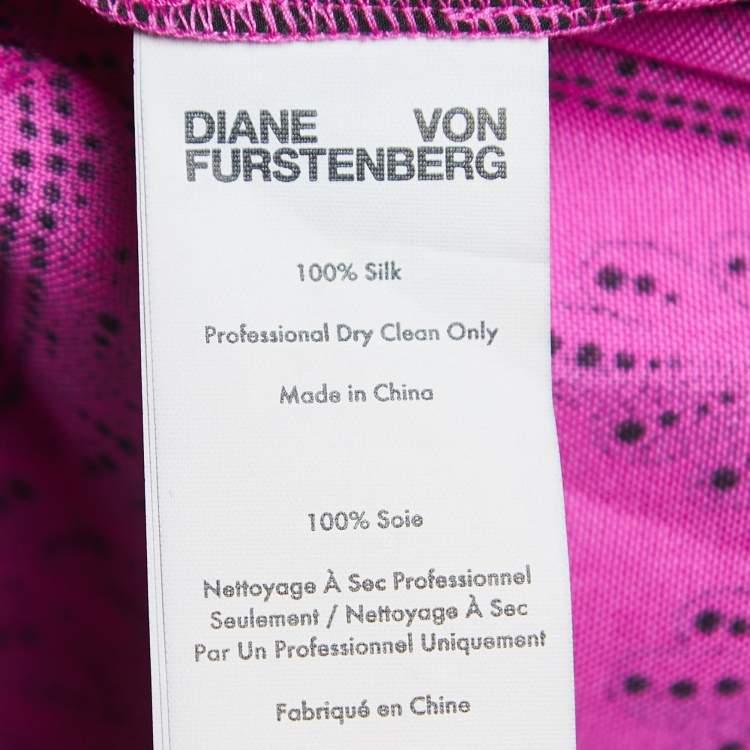 DIANE VON
FURSTENBERG
100% Silk
Professional Dry Clean Only
Made in China
100% Soie
Nettoyage À Sec Professionnel
Seulement / Nettoyage À Sec
Par Un Professionnel Uniquement
Fabriqué en Chine